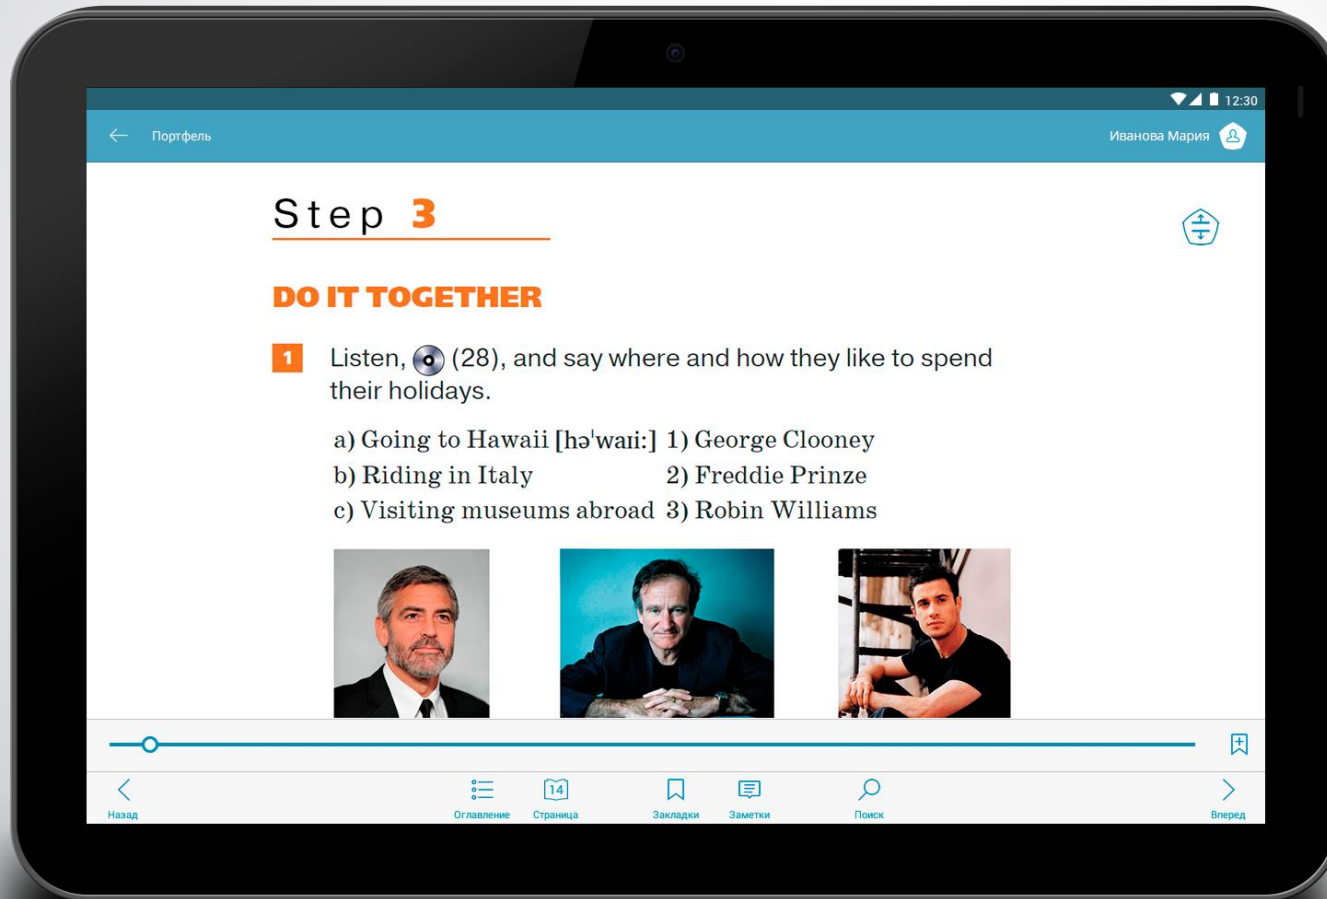 12:30
Портфель
Иванова Мария
Step 3
DO IT TOGETHER
1 Listen, (28), and say where and how they like to spend
their holidays.
a) Going to Hawaii [həˈwaɪi:] 1) George Clooney
b) Riding in Italy 2) Freddie Prinze
c) Visiting museums abroad 3) Robin Williams
Назад
Оглавление
14
Страница
Закладки
Заметки
Поиск
Вперед